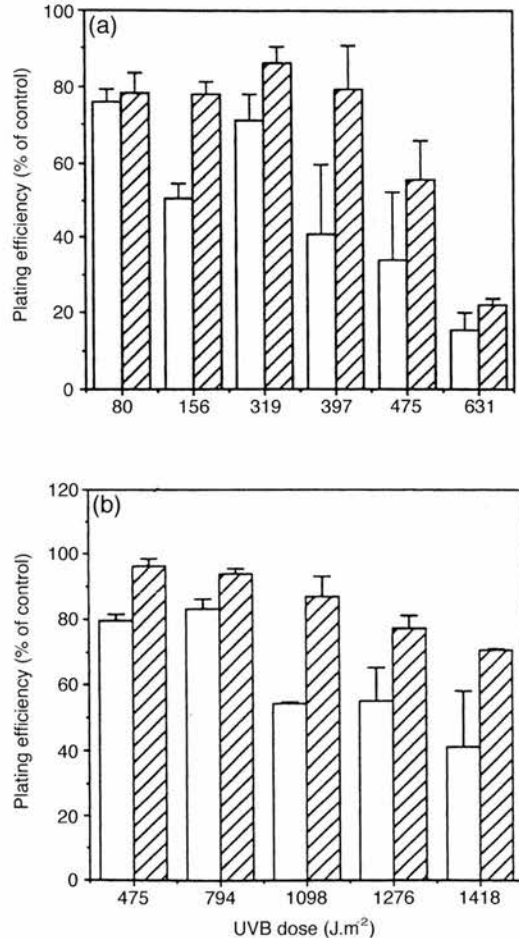 (a)
Plating efficiency (% of control)
100
80
60
40
20
0
80 156 319 397 475 631
(b)
Plating efficiency (% of control)
120
100
80
60
40
20
0
475 794 1098 1276 1418
UVB dose (J.m⁻²)